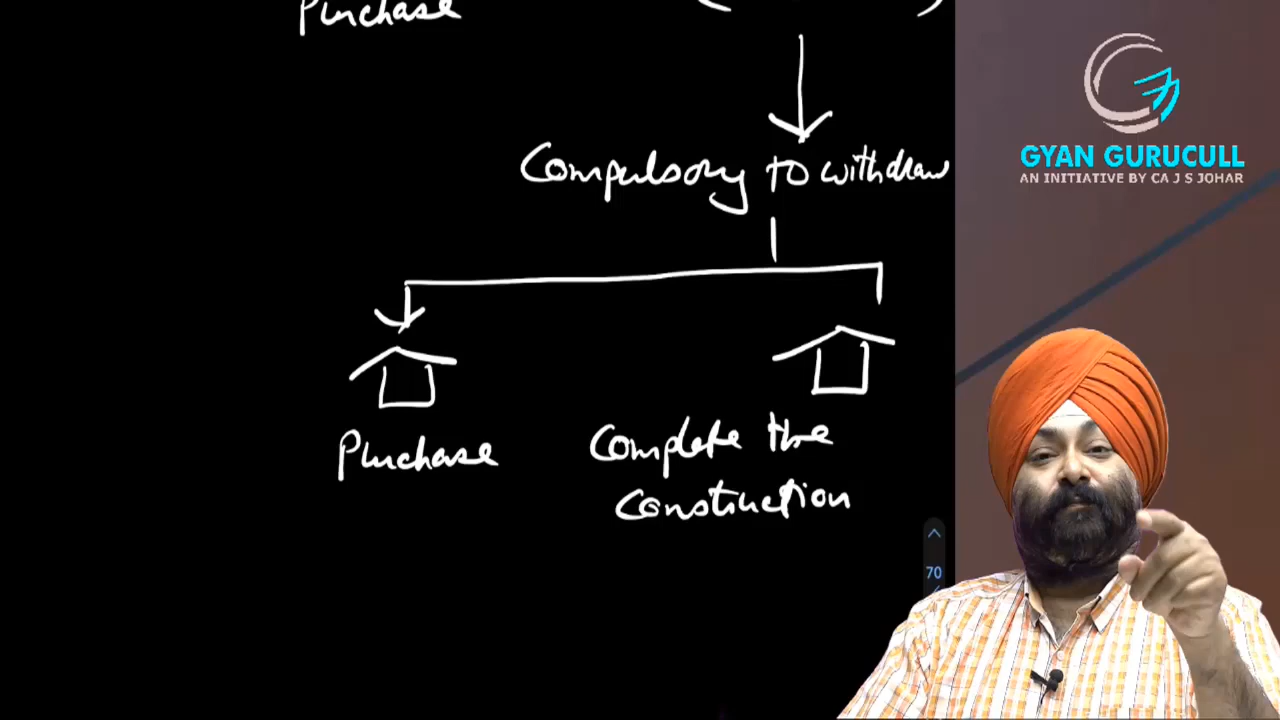 Purchase
( )
Compulsory to withdraw
Purchase
Complete the
construction
70
GYAN GURUCULL
AN INITIATIVE BY CA J S JOHAR